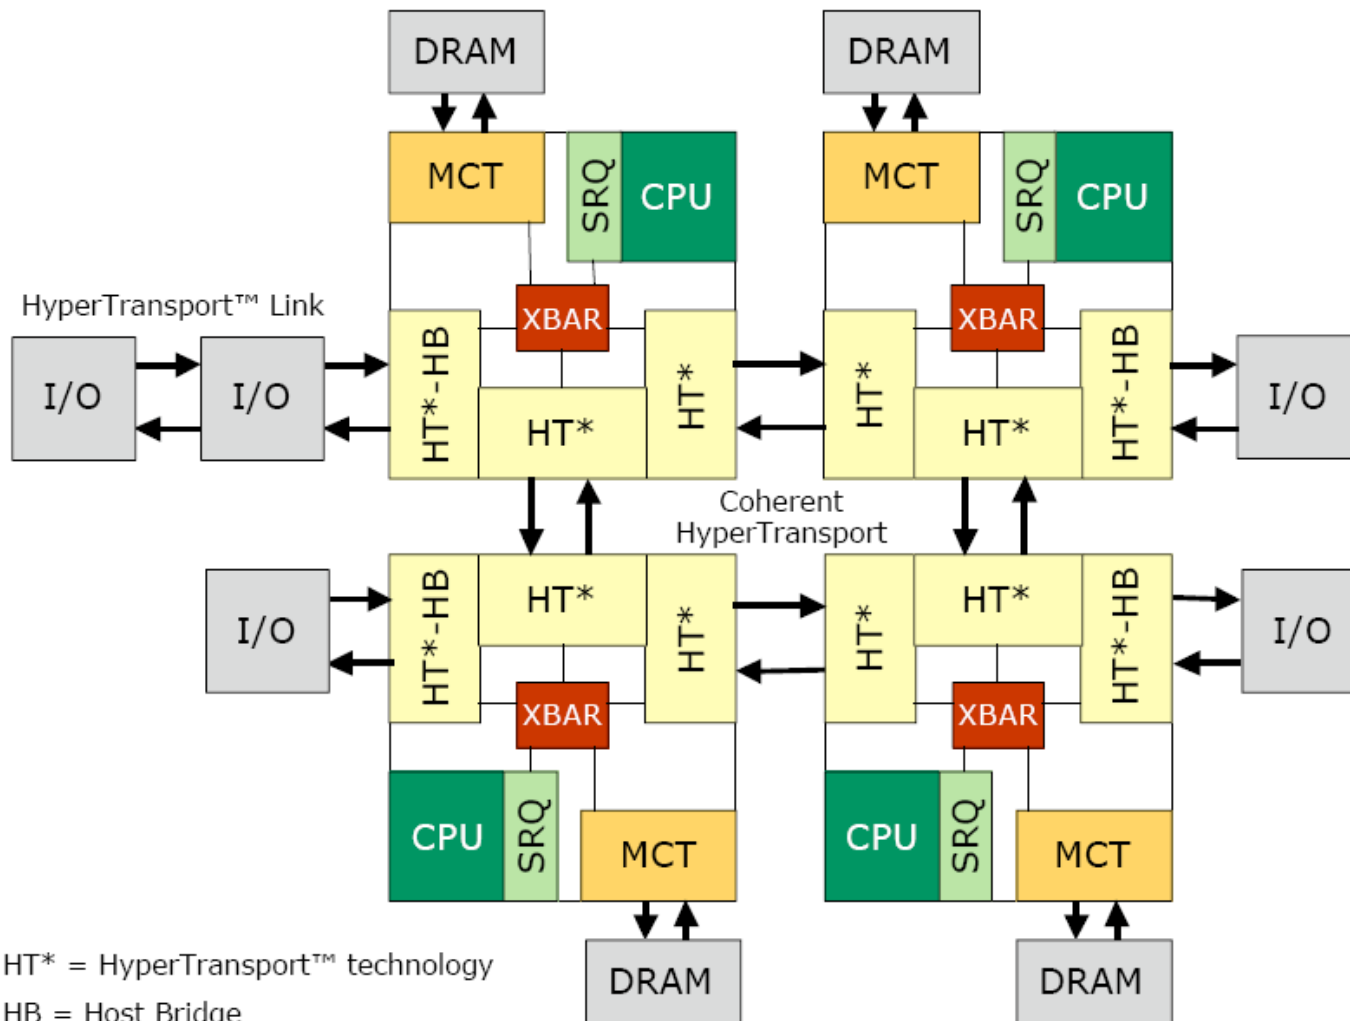 DRAM
DRAM
MCT
SRQ
CPU
MCT
SRQ
CPU
HyperTransport™ Link
XBAR
XBAR
I/O
I/O
HT*-HB
HT*
HT*
HT*
HT*
HT*-HB
I/O
Coherent
HyperTransport
I/O
HT*-HB
HT*
HT*
HT*
HT*
HT*-HB
I/O
XBAR
XBAR
CPU
SRQ
MCT
CPU
SRQ
MCT
DRAM
DRAM
HT* = HyperTransport™ technology
HB = Host Bridge